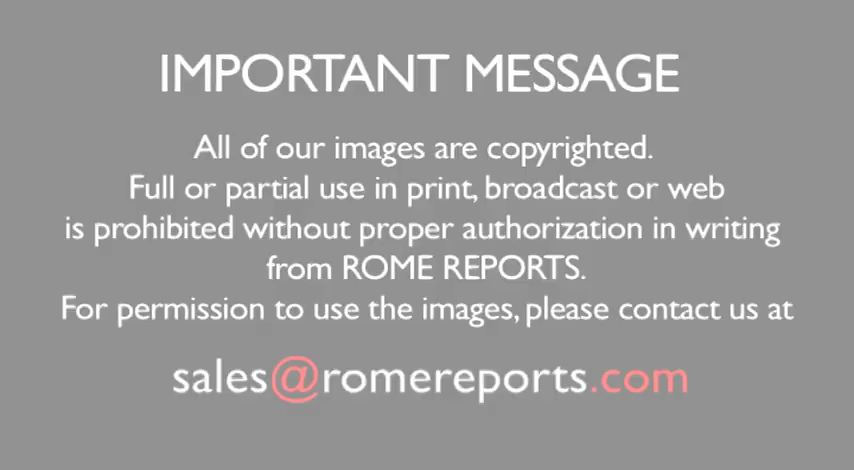 IMPORTANT MESSAGE
All of our images are copyrighted.
Full or partial use in print, broadcast or web
is prohibited without proper authorization in writing
from ROME REPORTS.
For permission to use the images, please contact us at
sales@romereports.com